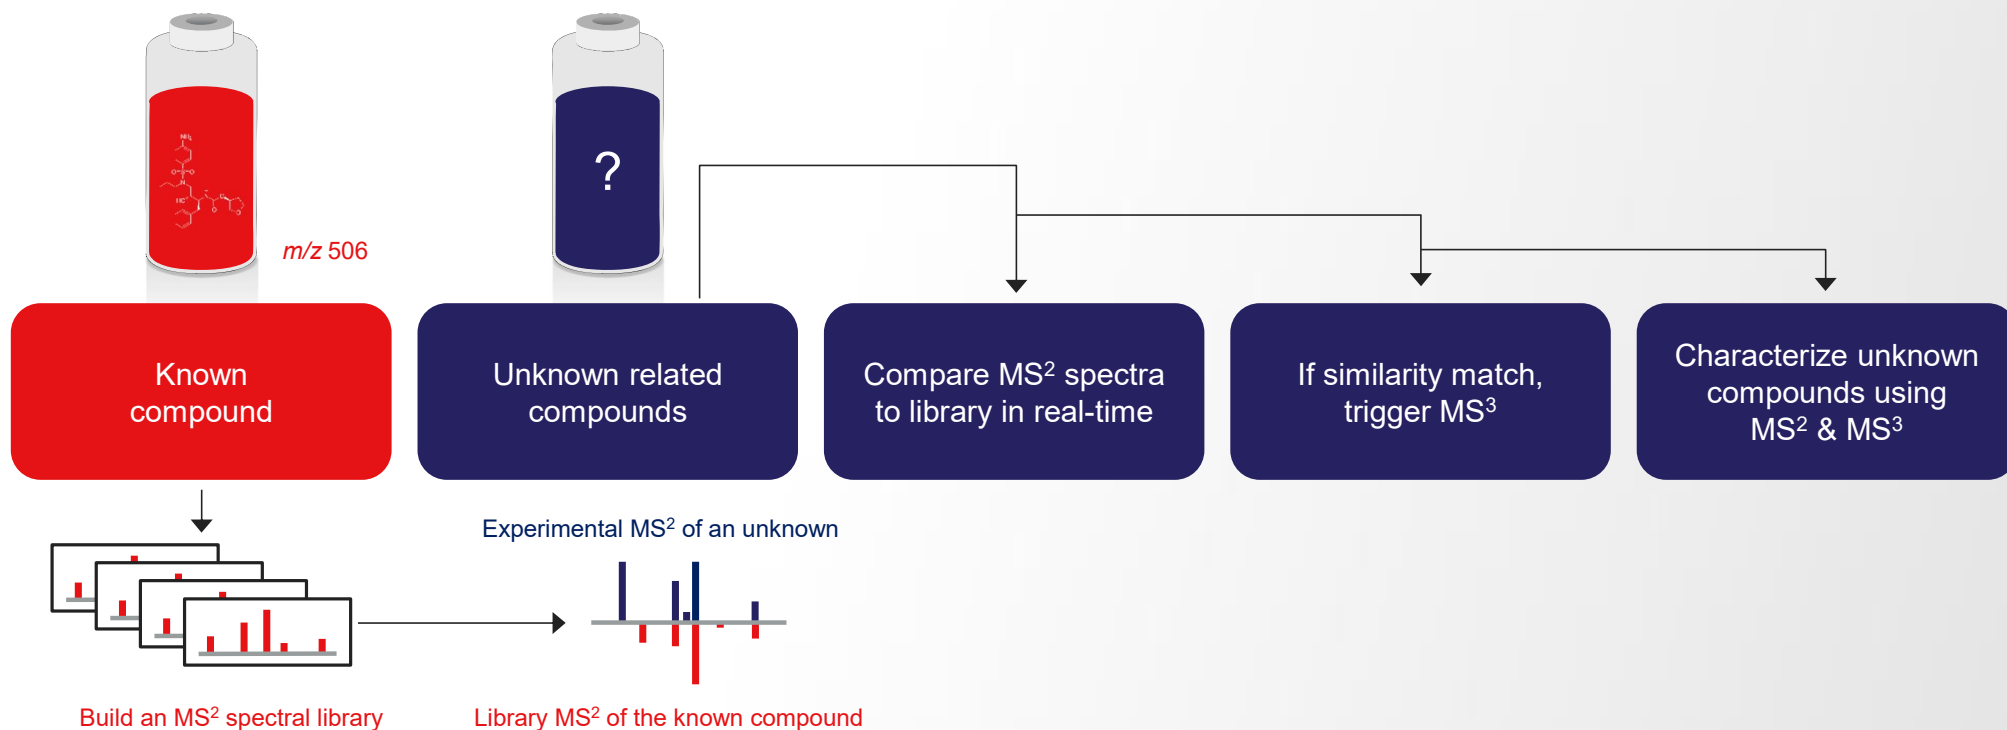 NH₂
O
S
O
N
HC
O
O
O
m/z 506
?
Known
compound
Unknown related
compounds
Compare MS² spectra
to library in real-time
If similarity match,
trigger MS³
Characterize unknown
compounds using
MS² & MS³
Experimental MS² of an unknown
Build an MS² spectral library
Library MS² of the known compound